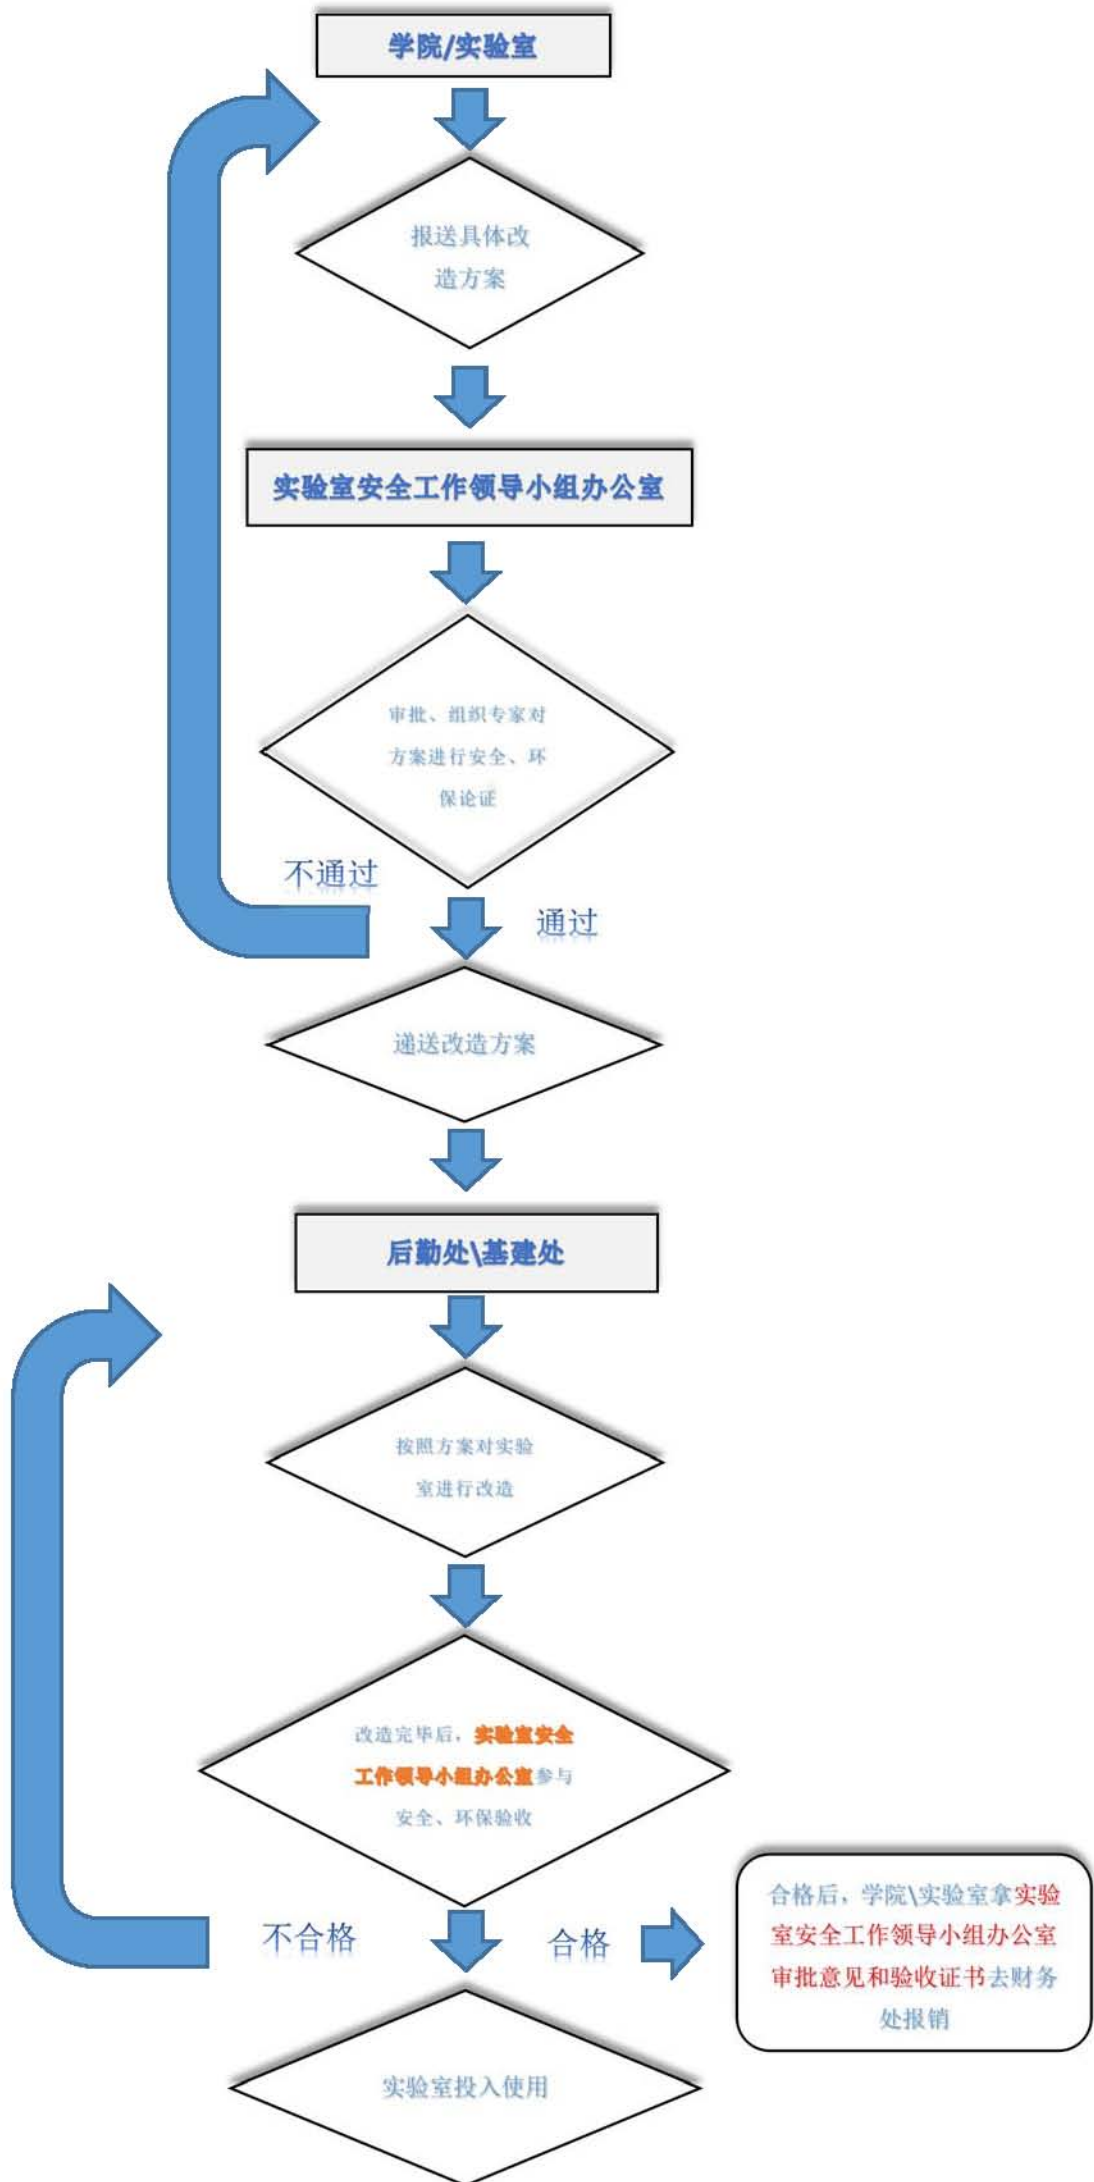 学院/实验室
报送具体改
造方案
实验室安全工作领导小组办公室
审批、组织专家对
方案进行安全、环
保论证
不通过
通过
递送改造方案
后勤处\基建处
按照方案对实验
室进行改造
改造完毕后，实验室安全
工作领导小组办公室参与
安全、环保验收
不合格
合格
合格后，学院\实验室拿实验
室安全工作领导小组办公室
审批意见和验收证书去财务
处报销
实验室投入使用